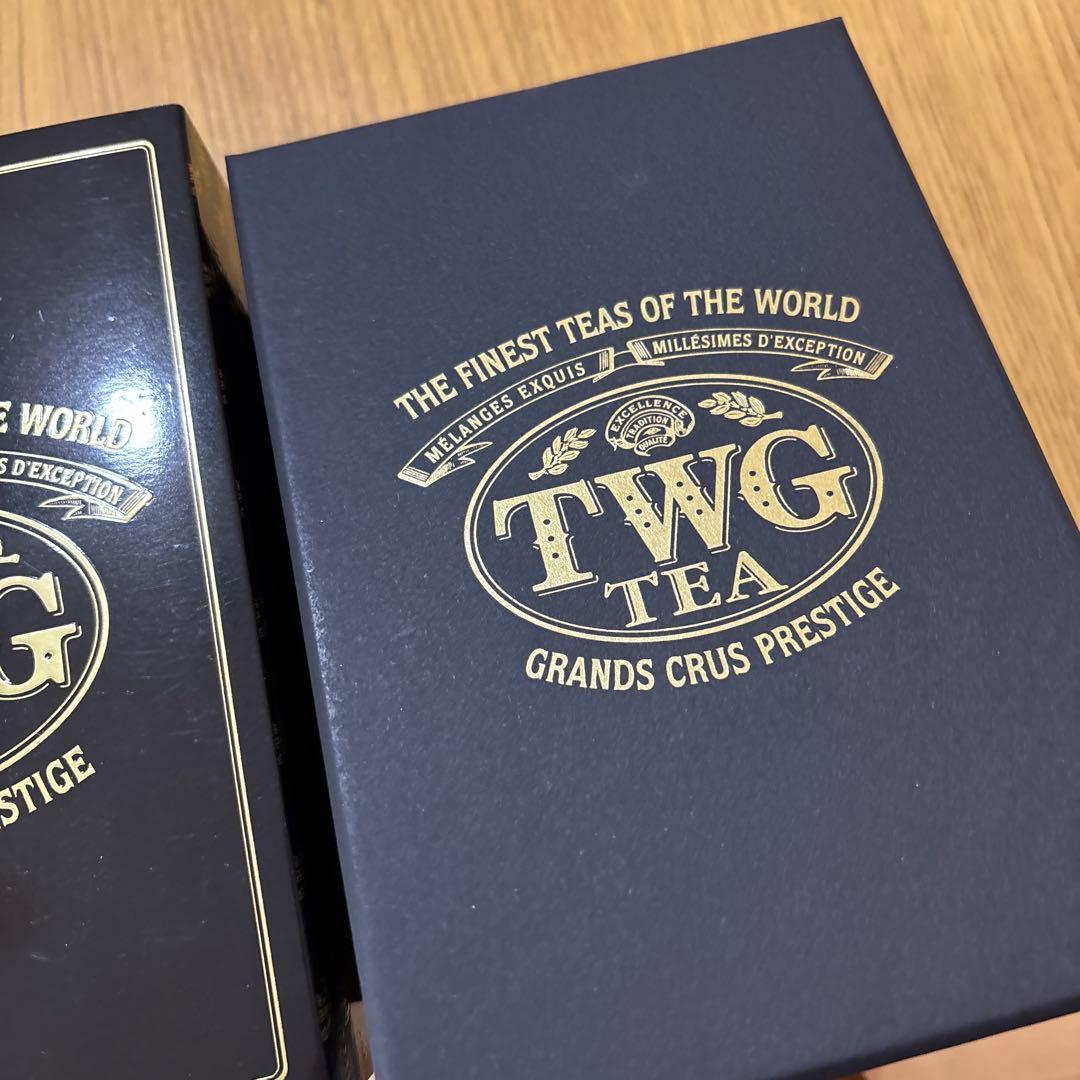 E WORLD
S D'EXCEPTION
G
STIGE
THE FINEST TEAS OF THE WORLD
MÉLANGES EXQUIS
MILLÉSIMES D'EXCEPTION
EXCELLENCE
TRADITION
QUALITÉ
TWG
TEA
GRANDS CRUS PRESTIGE